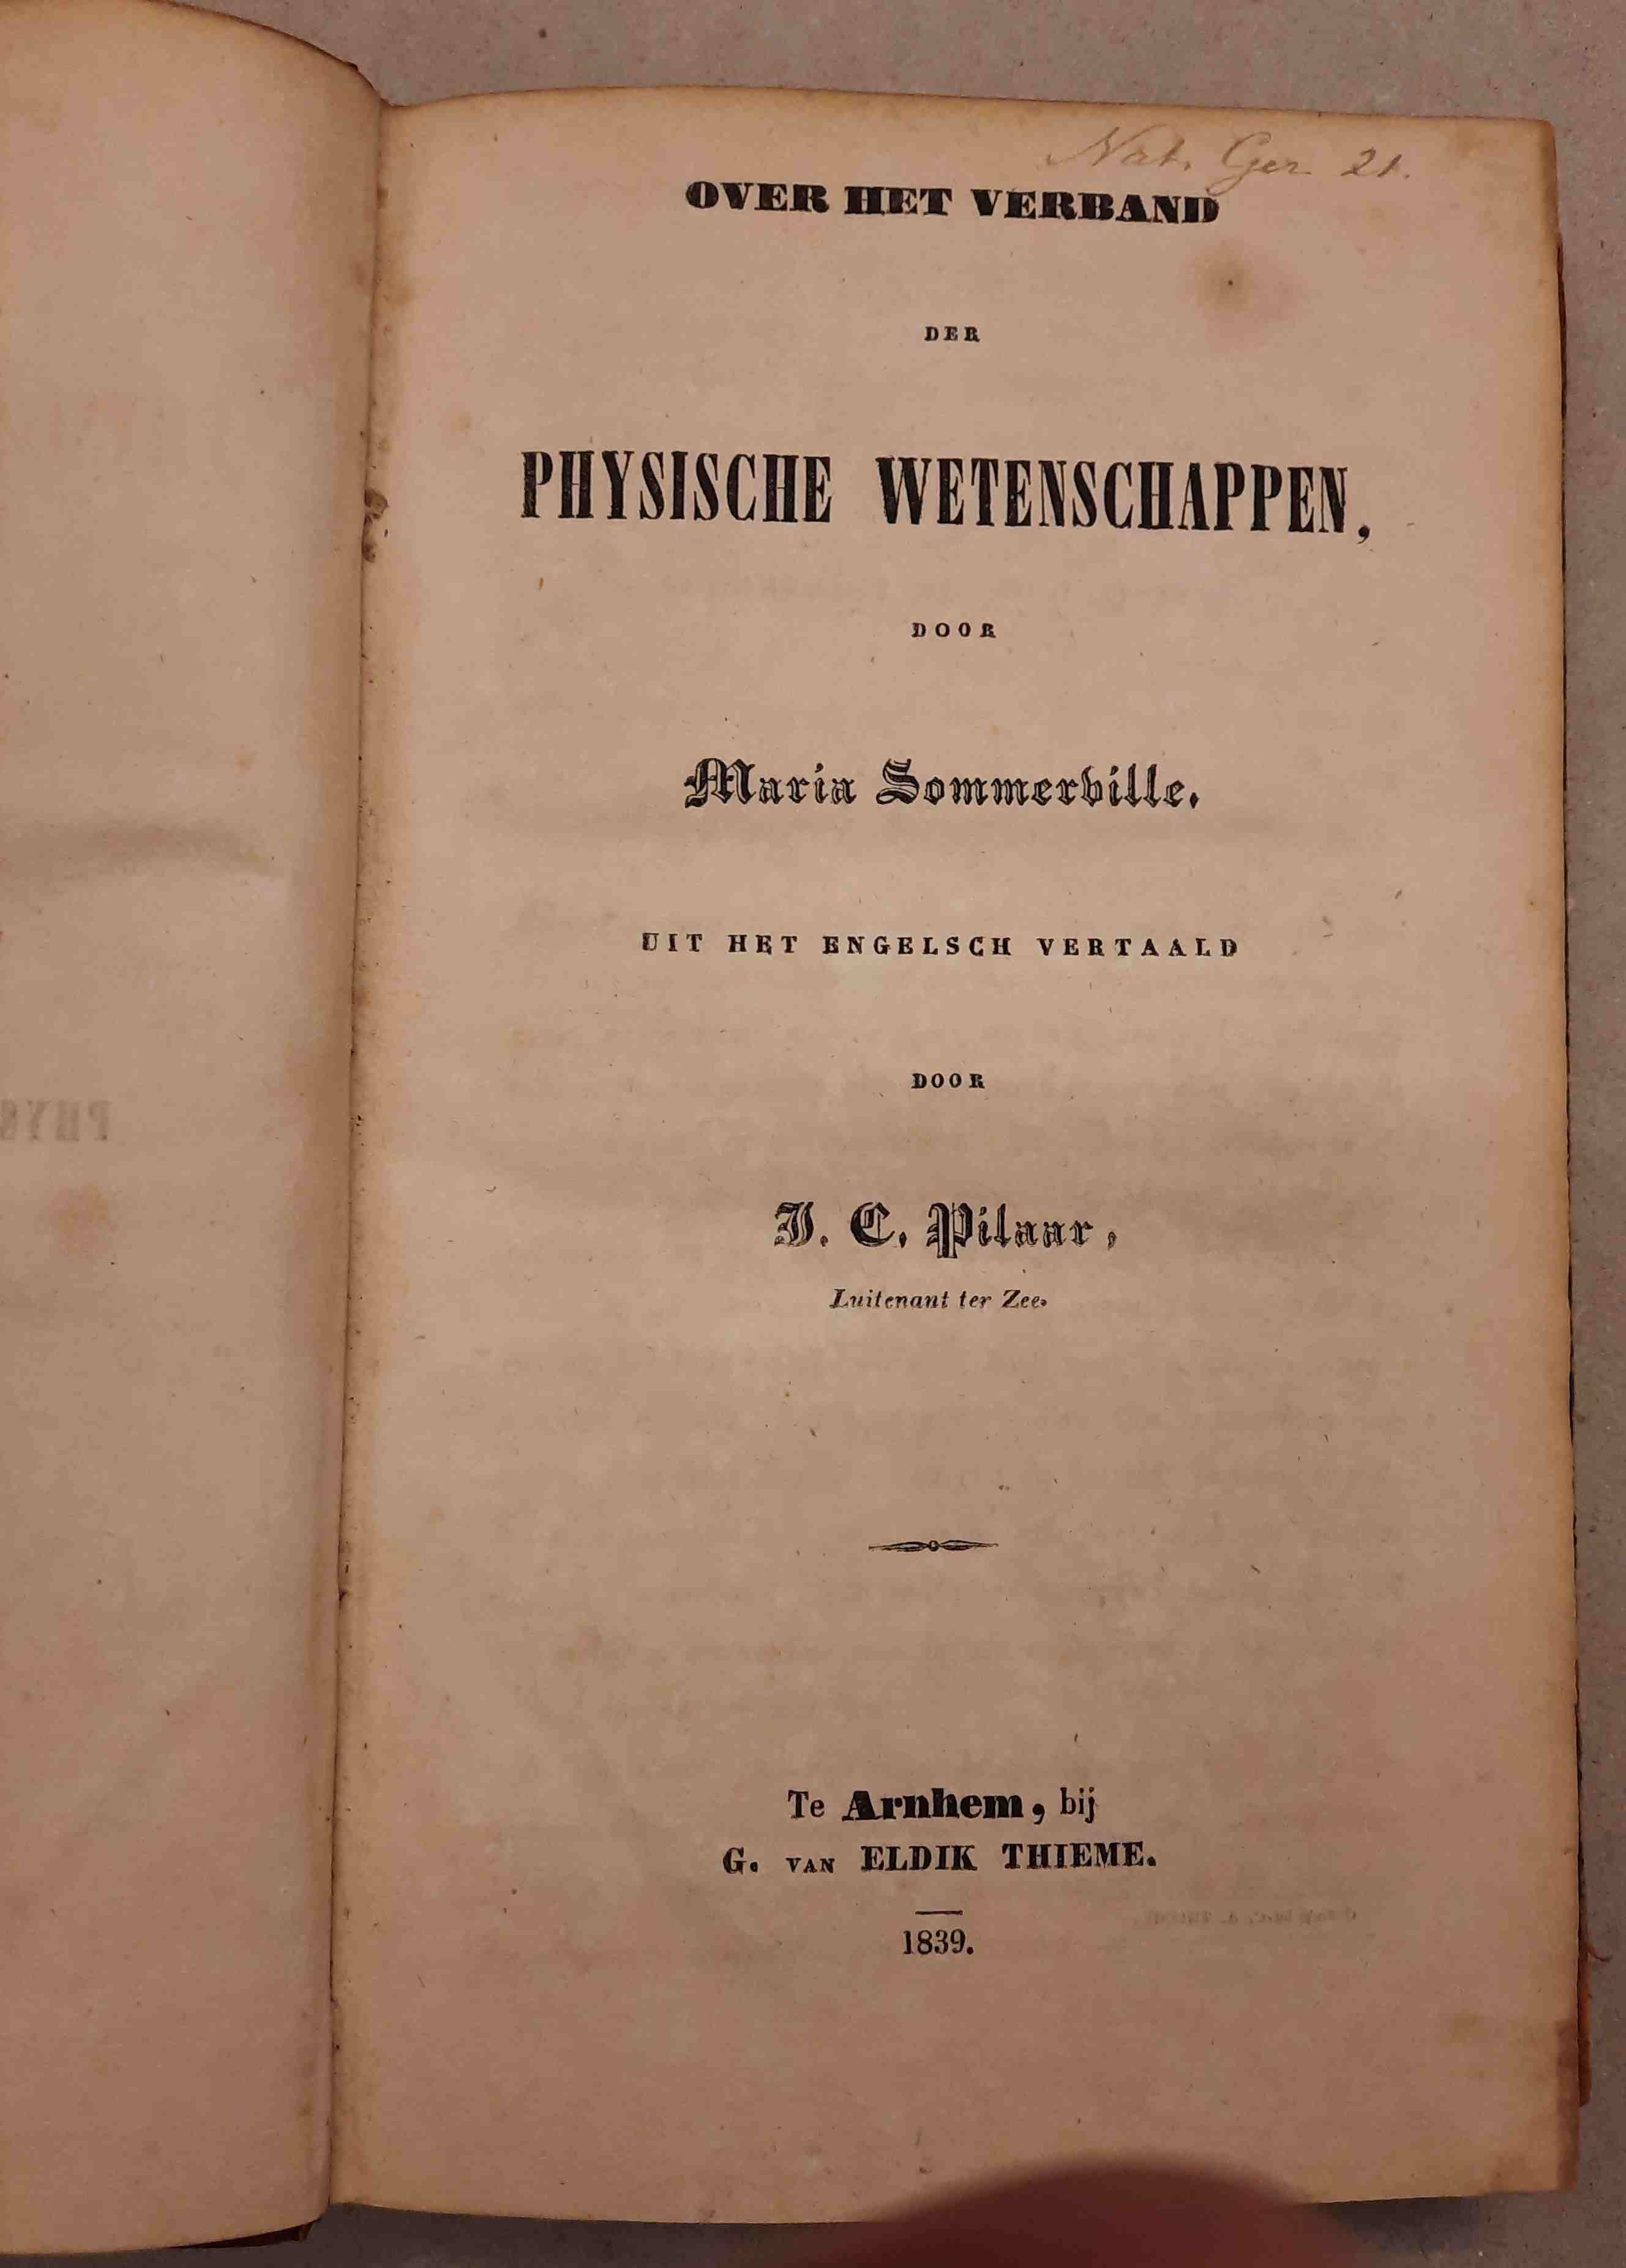 Nat. Ger. 21.
OVER HET VERBAND
DER
PHYSISCHE WETENSCHAPPEN,
DOOR
Maria Sommerville.
UIT HET ENGELSCH VERTAALD
DOOR
J. C. Pilaar,
Luitenant ter Zee.
Te Arnhem, bij
G. VAN ELDIK THIEME.
1839.